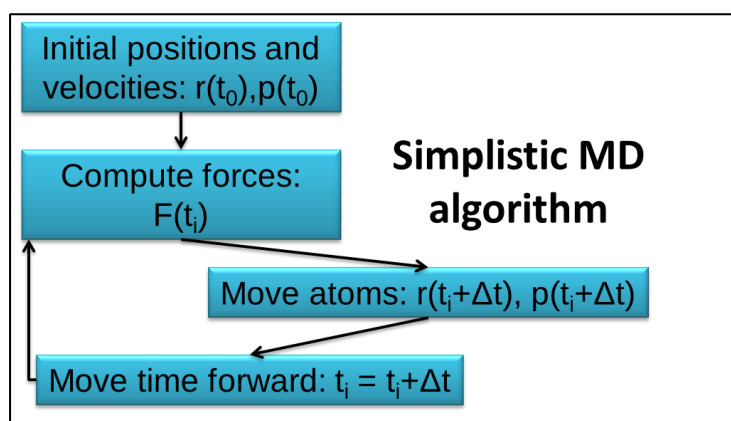 Initial positions and
velocities: r(t₀),p(t₀)
Compute forces:
F(tᵢ)
Simplistic MD
algorithm
Move atoms: r(tᵢ+Δt), p(tᵢ+Δt)
Move time forward: tᵢ = tᵢ+Δt